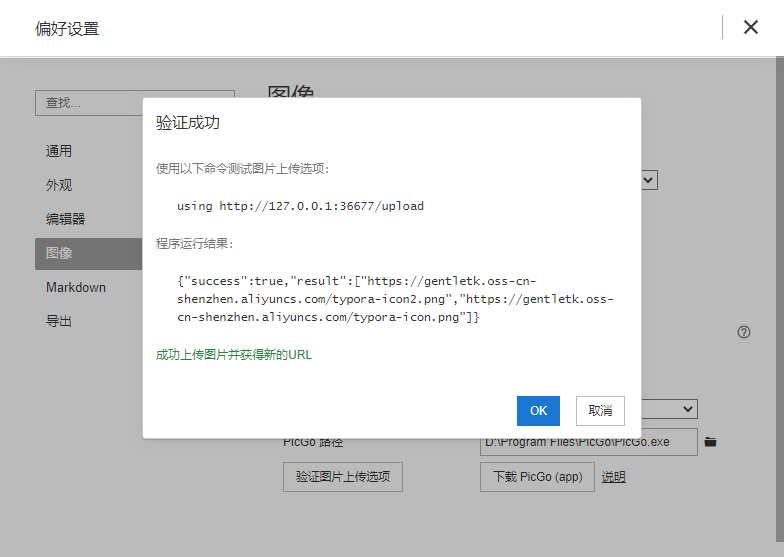 偏好设置
图像
查找...
通用
外观
编辑器
图像
Markdown
导出
验证成功
使用以下命令测试图片上传选项:
using http://127.0.0.1:36677/upload
程序运行结果:
{"success":true,"result":["https://gentletk.oss-cn-
shenzhen.aliyuncs.com/typora-icon2.png","https://gentletk.oss-
cn-shenzhen.aliyuncs.com/typora-icon.png"]}
成功上传图片并获得新的URL
OK 取消
PicGo 路径 D:\Program Files\PicGo\PicGo.exe
验证图片上传选项 下载 PicGo (app) 说明